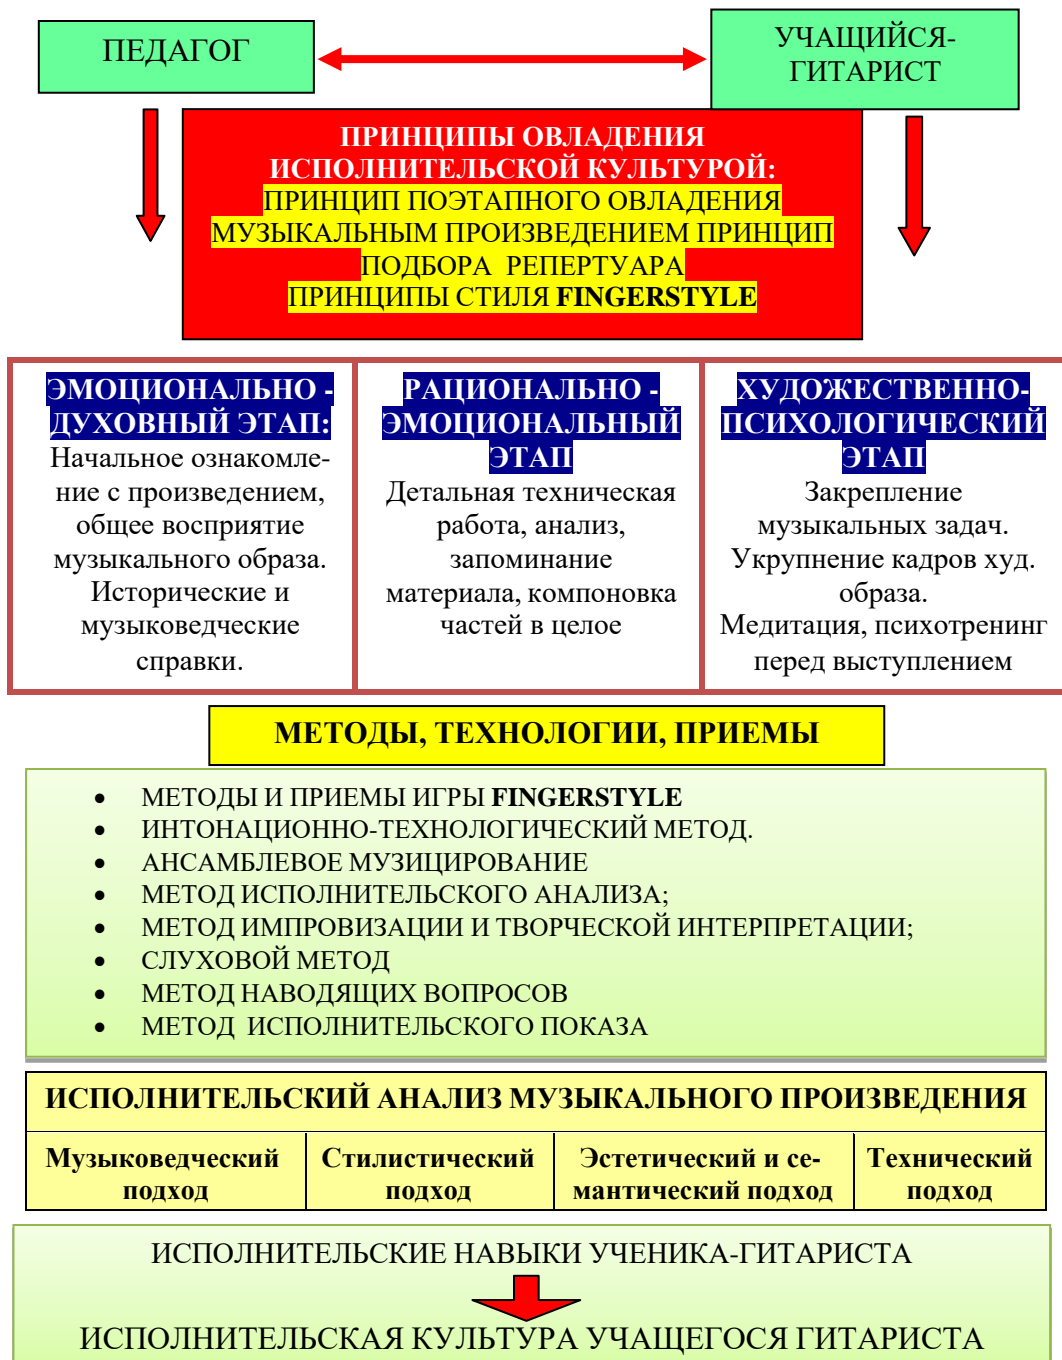 ПЕДАГОГ
УЧАЩИЙСЯ-
ГИТАРИСТ
ПРИНЦИПЫ ОВЛАДЕНИЯ
ИСПОЛНИТЕЛЬСКОЙ КУЛЬТУРОЙ:
ПРИНЦИП ПОЭТАПНОГО ОВЛАДЕНИЯ
МУЗЫКАЛЬНЫМ ПРОИЗВЕДЕНИЕМ ПРИНЦИП
ПОДБОРА РЕПЕРТУАРА
ПРИНЦИПЫ СТИЛЯ FINGERSTYLE
ЭМОЦИОНАЛЬНО -
ДУХОВНЫЙ ЭТАП:
Начальное ознакомле-
ние с произведением,
общее восприятие
музыкального образа.
Исторические и
музыковедческие
справки.
РАЦИОНАЛЬНО -
ЭМОЦИОНАЛЬНЫЙ
ЭТАП
Детальная техническая
работа, анализ,
запоминание
материала, компоновка
частей в целое
ХУДОЖЕСТВЕННО-
ПСИХОЛОГИЧЕСКИЙ
ЭТАП
Закрепление
музыкальных задач.
Укрупнение кадров худ.
образа.
Медитация, психотренинг
перед выступлением
МЕТОДЫ, ТЕХНОЛОГИИ, ПРИЕМЫ
• МЕТОДЫ И ПРИЕМЫ ИГРЫ FINGERSTYLE
• ИНТОНАЦИОННО-ТЕХНОЛОГИЧЕСКИЙ МЕТОД.
• АНСАМБЛЕВОЕ МУЗИЦИРОВАНИЕ
• МЕТОД ИСПОЛНИТЕЛЬСКОГО АНАЛИЗА;
• МЕТОД ИМПРОВИЗАЦИИ И ТВОРЧЕСКОЙ ИНТЕРПРЕТАЦИИ;
• СЛУХОВОЙ МЕТОД
• МЕТОД НАВОДЯЩИХ ВОПРОСОВ
• МЕТОД ИСПОЛНИТЕЛЬСКОГО ПОКАЗА
ИСПОЛНИТЕЛЬСКИЙ АНАЛИЗ МУЗЫКАЛЬНОГО ПРОИЗВЕДЕНИЯ
Музыковедческий
подход
Стилистический
подход
Эстетический и се-
мантический подход
Технический
подход
ИСПОЛНИТЕЛЬСКИЕ НАВЫКИ УЧЕНИКА-ГИТАРИСТА
ИСПОЛНИТЕЛЬСКАЯ КУЛЬТУРА УЧАЩЕГОСЯ ГИТАРИСТА